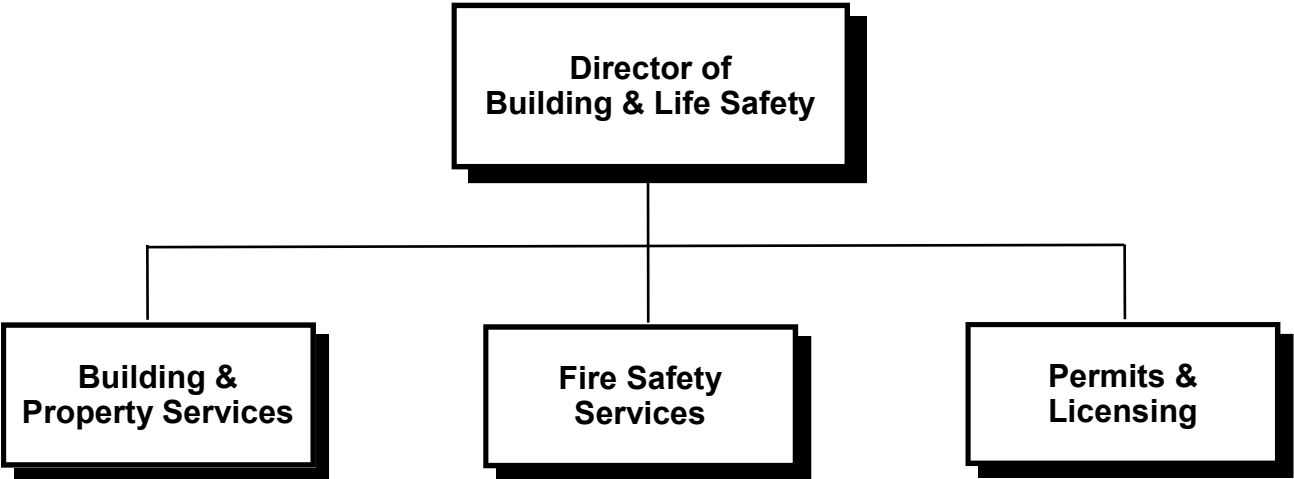 Director of
Building & Life Safety
Building &
Property Services
Fire Safety
Services
Permits &
Licensing